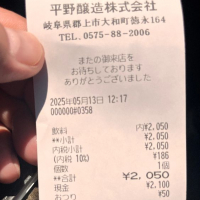 平野醸造株式会社
岐阜県郡上市大和町徳永164
TEL.0575-88-2006
またの御来店を
お待ちしております
ありがとうございました
2025年05月13日 12:17
000000#0358
飲料 内¥2,050
**小計 ¥2,050
内税小計 ¥2,050
(内税 10%) ¥186
個数 1個
**合計 ¥2,050
現金 ¥2,100
おつり ¥50